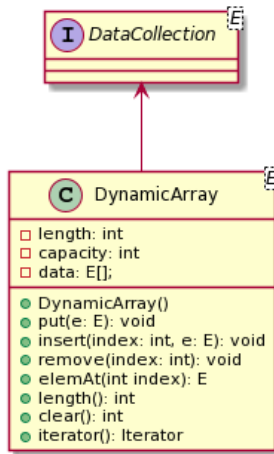 E
I DataCollection
E
C DynamicArray
length: int
capacity: int
data: E[];
DynamicArray()
put(e: E): void
insert(index: int, e: E): void
remove(index: int): void
elemAt(int index): E
length(): int
clear(): int
iterator(): Iterator